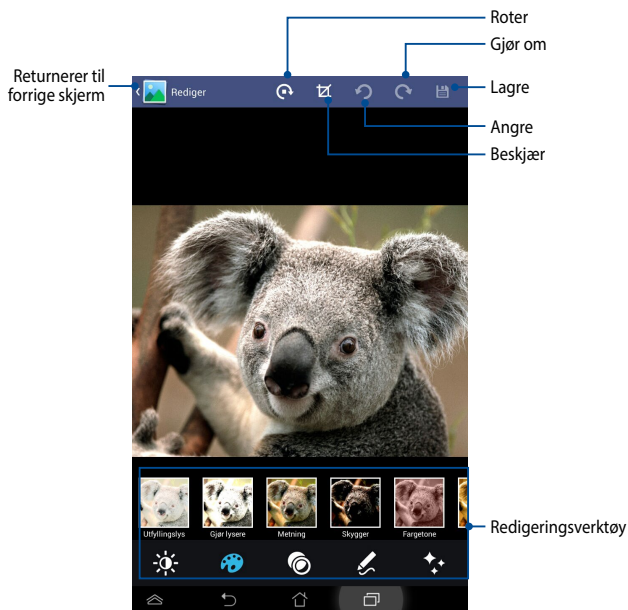 Roter
Gjør om
Returnerer til
forrige skjerm
Rediger
Lagre
Angre
Beskjær
Utfyllingslys
Gjør lysere
Metning
Skygger
Fargetone
Redigeringsverktøy